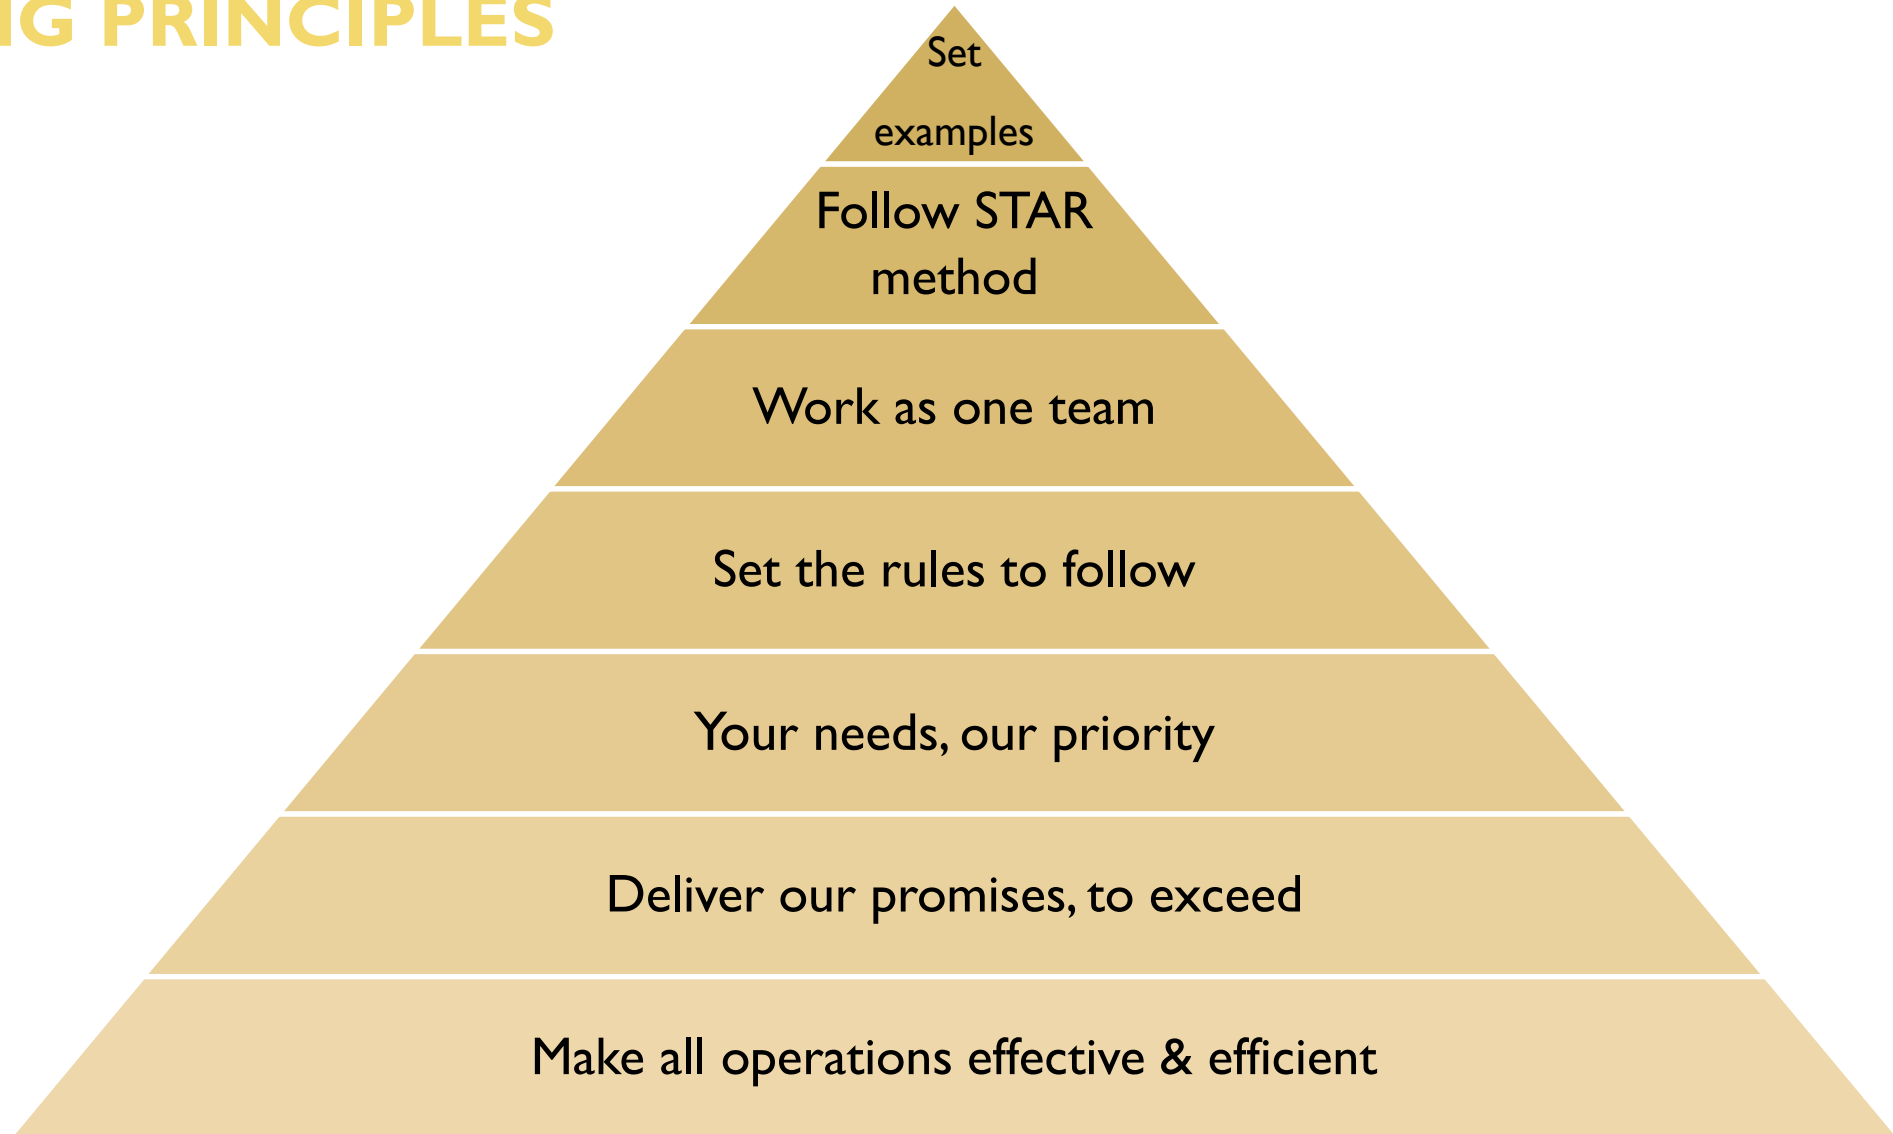 NG PRINCIPLES
Set
examples
Follow STAR
method
Work as one team
Set the rules to follow
Your needs, our priority
Deliver our promises, to exceed
Make all operations effective & efficient